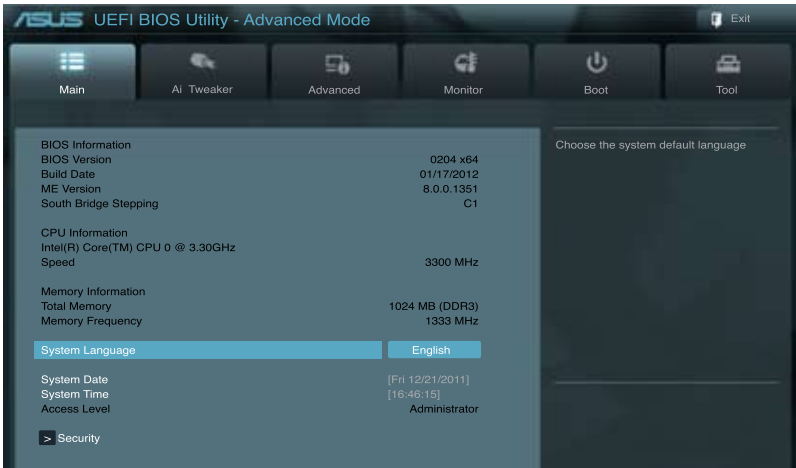 ASUS UEFI BIOS Utility - Advanced Mode
Exit
Main Ai Tweaker Advanced Monitor Boot Tool
BIOS Information
BIOS Version 0204 x64
Build Date 01/17/2012
ME Version 8.0.0.1351
South Bridge Stepping C1
CPU Information
Intel(R) Core(TM) CPU 0 @ 3.30GHz
Speed 3300 MHz
Memory Information
Total Memory 1024 MB (DDR3)
Memory Frequency 1333 MHz
System Language English
System Date [Fri 12/21/2011]
System Time [16:46:15]
Access Level Administrator
> Security
Choose the system default language